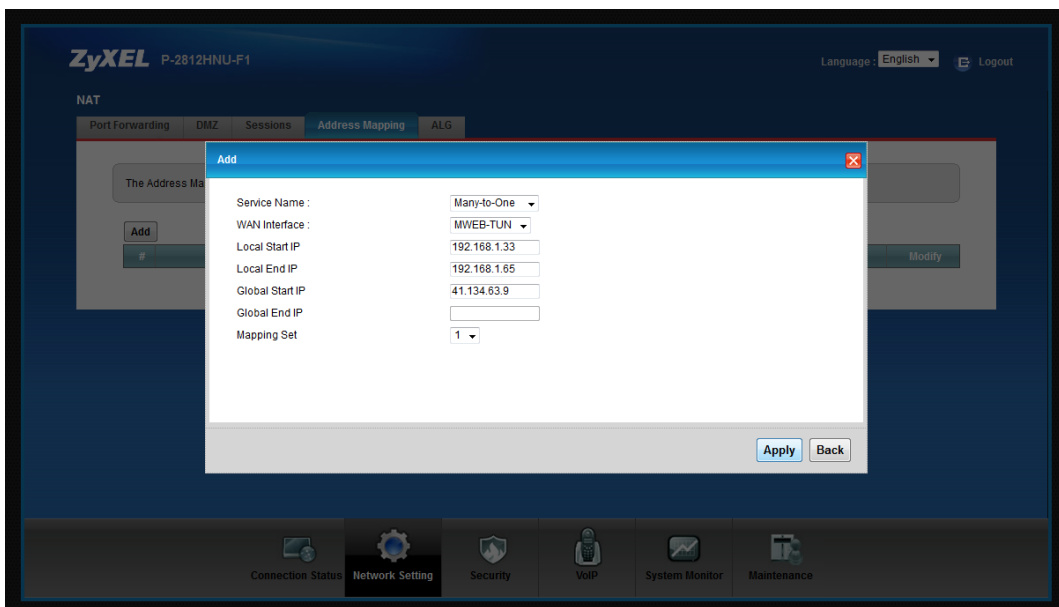 ZyXEL P-2812HNU-F1
Language : English
Logout
NAT
Port Forwarding DMZ Sessions Address Mapping ALG
Add
The Address Ma
Service Name : Many-to-One
WAN Interface : MWEB-TUN
Local Start IP 192.168.1.33
Local End IP 192.168.1.65
Global Start IP 41.134.63.9
Global End IP
Mapping Set 1
Add
# Modify
Apply Back
Connection Status Network Setting Security VoIP System Monitor Maintenance